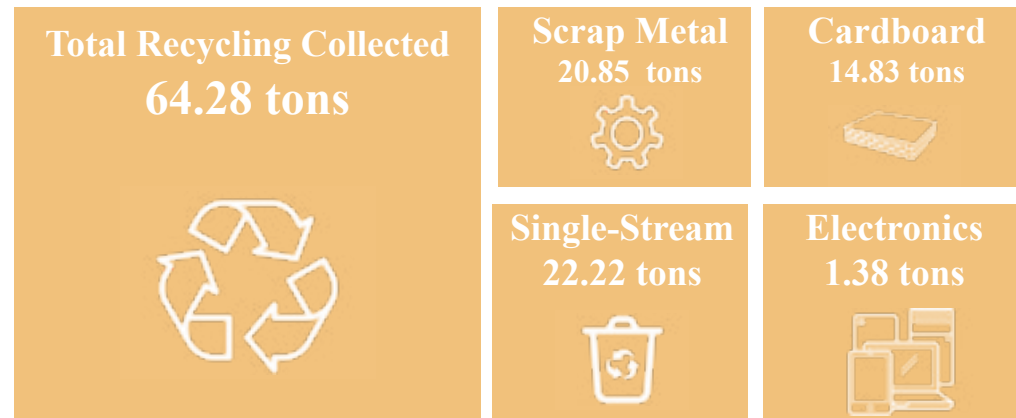 Total Recycling Collected
64.28 tons
Scrap Metal
20.85 tons
Cardboard
14.83 tons
Single-Stream
22.22 tons
Electronics
1.38 tons